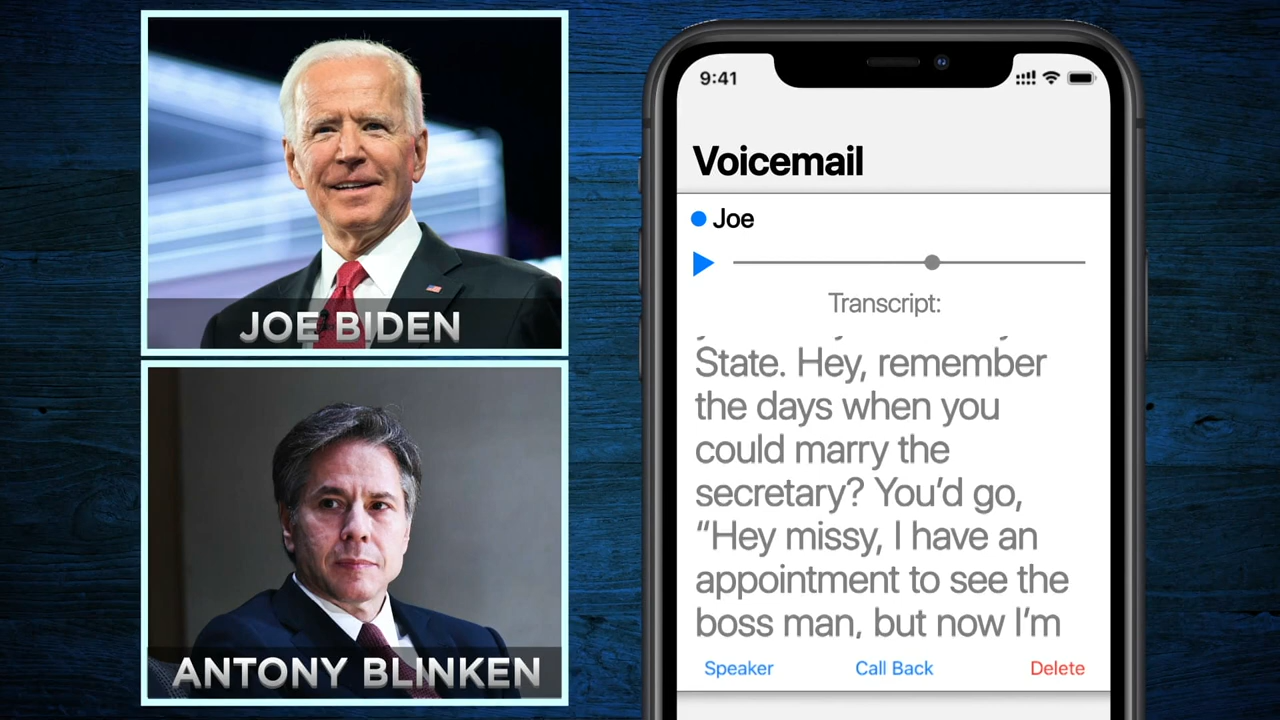 JOE BIDEN
ANTONY BLINKEN
9:41
Voicemail
Joe
Transcript:
State. Hey, remember
the days when you
could marry the
secretary? You’d go,
“Hey missy, I have an
appointment to see the
boss man, but now I’m
Speaker Call Back Delete